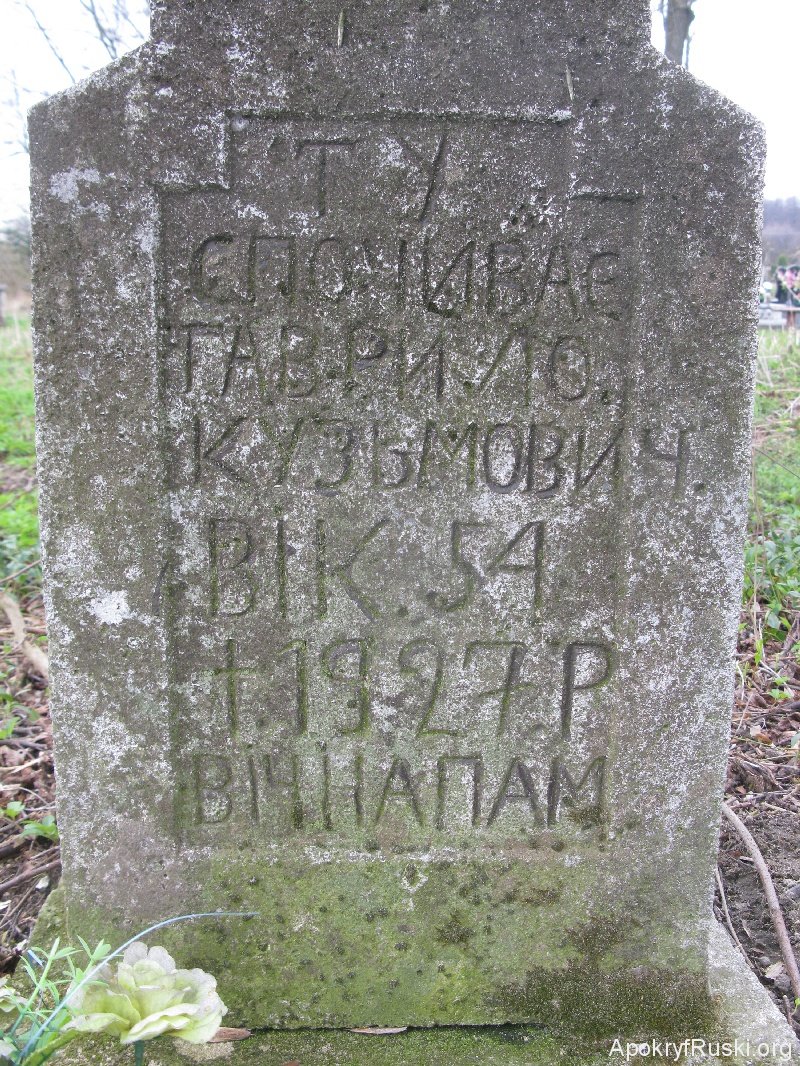 ТУ
СПОЧИВАЄ
ГАВРИЛО.
КУЗЬМОВИЧ.
ВІК. 54
†.1927.Р
ВІЧНАПАМ
ApokryfRuski.org